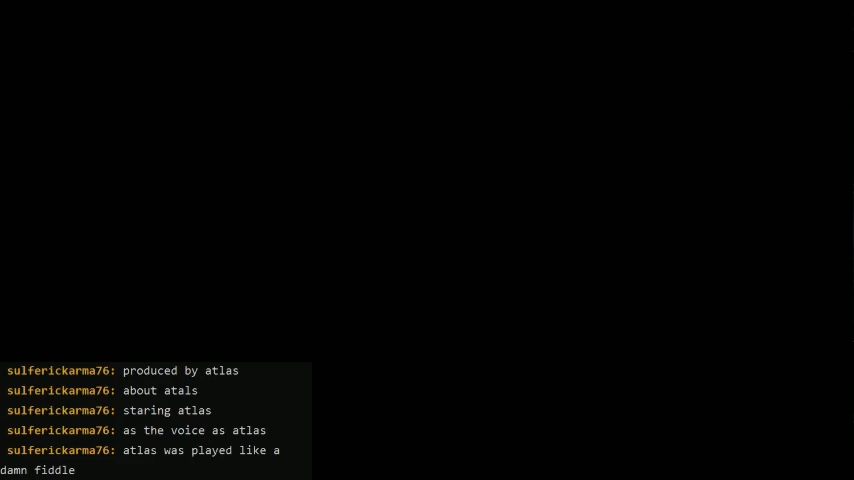 sulferickarma76: produced by atlas
sulferickarma76: about atals
sulferickarma76: staring atlas
sulferickarma76: as the voice as atlas
sulferickarma76: atlas was played like a
damn fiddle